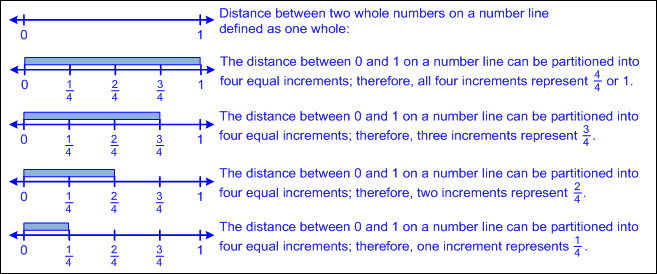 Distance between two whole numbers on a number line
defined as one whole:
0 1
The distance between 0 and 1 on a number line can be partitioned into
four equal increments; therefore, all four increments represent 4/4 or 1.
0 1/4 2/4 3/4 1
The distance between 0 and 1 on a number line can be partitioned into
four equal increments; therefore, three increments represent 3/4.
0 1/4 2/4 3/4 1
The distance between 0 and 1 on a number line can be partitioned into
four equal increments; therefore, two increments represent 2/4.
0 1/4 2/4 3/4 1
The distance between 0 and 1 on a number line can be partitioned into
four equal increments; therefore, one increment represents 1/4.
0 1/4 2/4 3/4 1